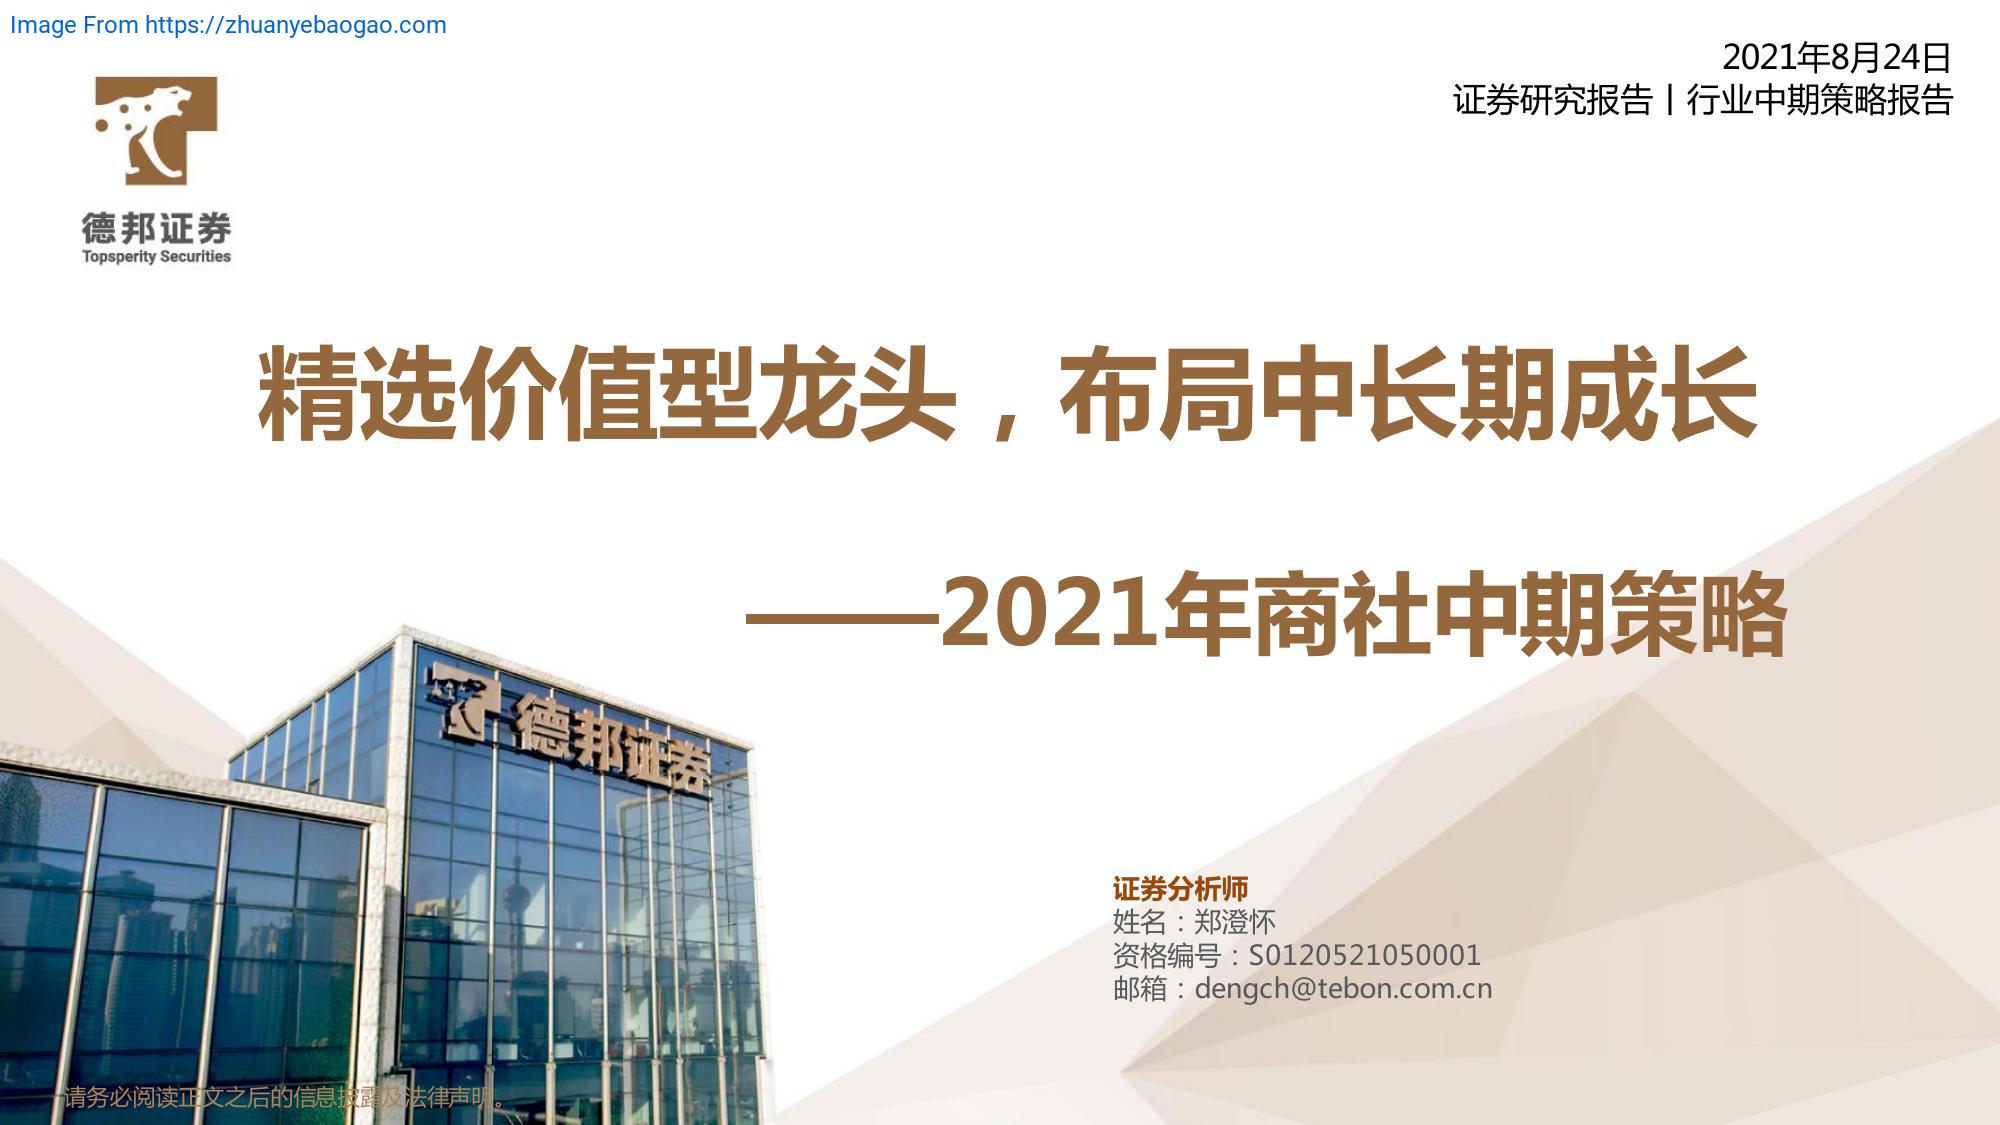 Image From https://zhuanyebaogao.com
2021年8月24日
证券研究报告丨行业中期策略报告
德邦证券
Topsperity Securities
精选价值型龙头，布局中长期成长
——2021年商社中期策略
德邦证券
证券分析师
姓名：郑澄怀
资格编号：S0120521050001
邮箱：dengch@tebon.com.cn
请务必阅读正文之后的信息披露及法律声明。